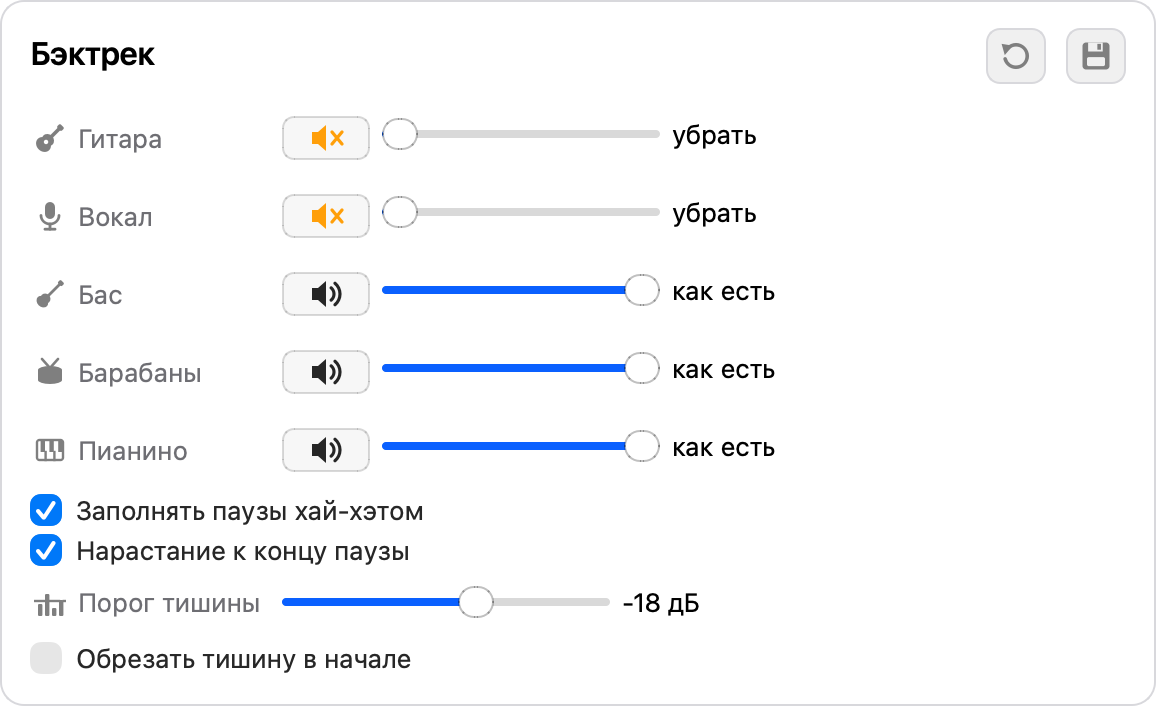 Бэктрек
Гитара убрать
Вокал убрать
Бас как есть
Барабаны как есть
Пианино как есть
Заполнять паузы хай-хэтом
Нарастание к концу паузы
Порог тишины -18 дБ
Обрезать тишину в начале